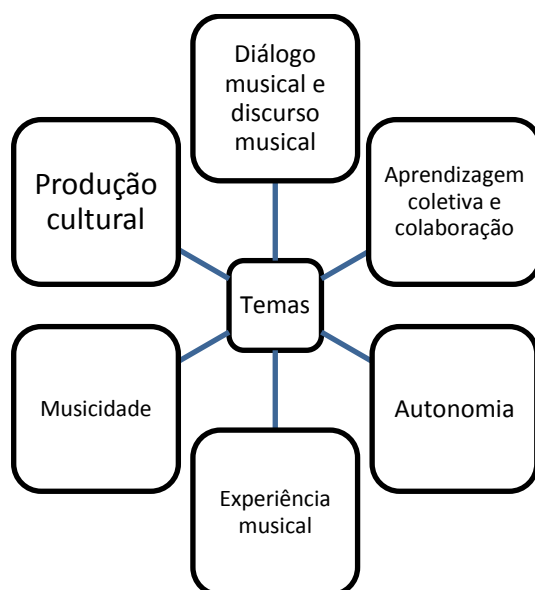 Diálogo
musical e
discurso
musical
Aprendizagem
coletiva e
colaboração
Autonomia
Experiência
musical
Musicidade
Produção
cultural
Temas